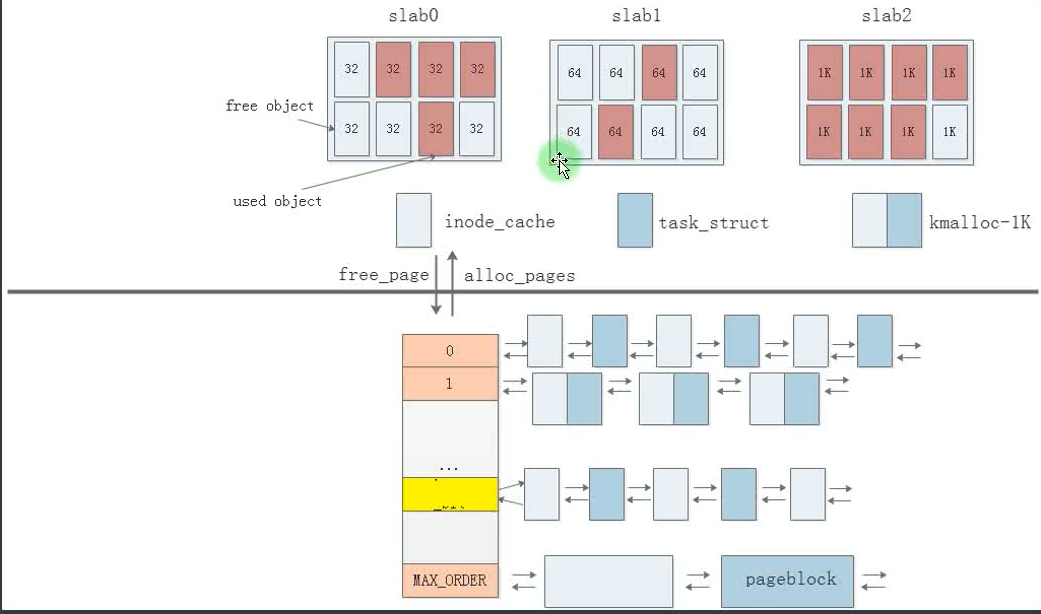 slab0 slab1 slab2
32 32 32 32 64 64 64 64 1K 1K 1K 1K
free object
32 32 32 32 64 64 64 64 1K 1K 1K 1K
used object
inode_cache task_struct kmalloc-1K
free_page alloc_pages
0
1
...
MAX_ORDER pageblock